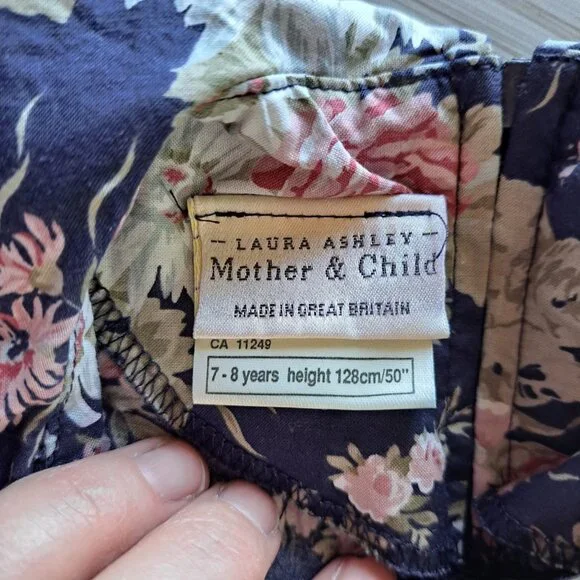 LAURA ASHLEY
Mother & Child
MADE IN GREAT BRITAIN
CA 11249
7 - 8 years height 128cm/50"